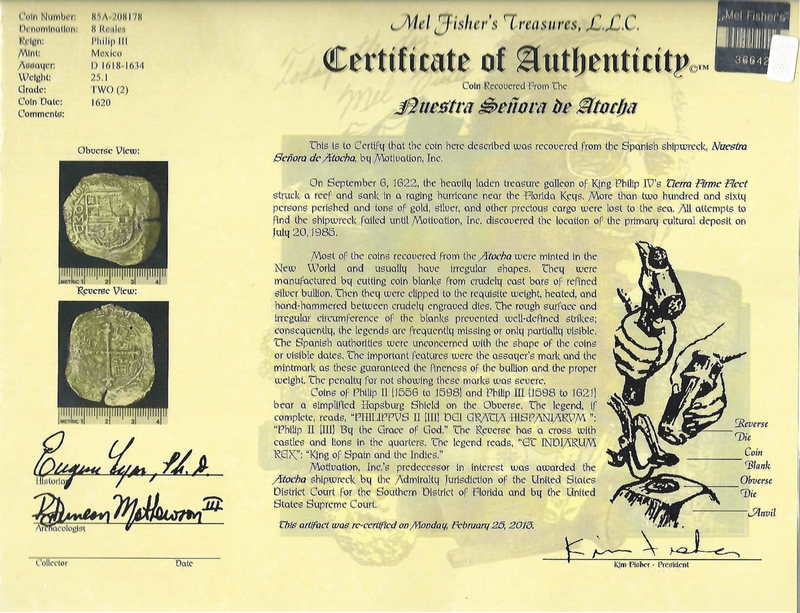 Coin Number: 85A-208178
Denomination: 8 Reales
Reign: Philip III
Mint: Mexico
Assayer: D 1618-1634
Weight: 25.1
Grade: TWO (2)
Coin Date: 1620
Comments:
Obverse View:
METRIC 1 2 3 4
Reverse View:
METRIC 1 2 3 4
Eugene Lyon, Ph.D.
Historian
R. Duncan Mathewson III
Archaeologist
Collector Date
Mel Fisher's Treasures, L.L.C.
Certificate of Authenticity ©™
Coin Recovered From The
Nuestra Señora de Atocha
Mel Fisher's
This is to Certify that the coin here described was recovered from the Spanish shipwreck, Nuestra
Señora de Atocha, by Motivation, Inc.
On September 6, 1622, the heavily laden treasure galleon of King Philip IV's Tierra Firme Fleet
struck a reef and sank in a raging hurricane near the Florida Keys. More than two hundred and sixty
persons perished and tons of gold, silver, and other precious cargo were lost to the sea. All attempts to
find the shipwreck failed until Motivation, Inc. discovered the location of the primary cultural deposit on
July 20, 1985.
Most of the coins recovered from the Atocha were minted in the
New World and usually have irregular shapes. They were
manufactured by cutting coin blanks from crudely cast bars of refined
silver bullion. Then they were clipped to the requisite weight, heated, and
hand-hammered between crudely engraved dies. The rough surface and
irregular circumference of the blanks prevented well-defined strikes;
consequently, the legends are frequently missing or only partially visible.
The Spanish authorities were unconcerned with the shape of the coins
or visible dates. The important features were the assayer's mark and the
mintmark as these guaranteed the fineness of the bullion and the proper
weight. The penalty for not showing these marks was severe.
Coins of Philip II [1556 to 1598] and Philip III [1598 to 1621]
bear a simplified Hapsburg Shield on the Obverse. The legend, if
complete, reads, "PHILIPPVS II [III] DEI GRATIA HISPANIARVM ":
"Philip II [III] By the Grace of God." The Reverse has a cross with
castles and lions in the quarters. The legend reads, "ET INDIARUM
REX": "King of Spain and the Indies."
Motivation, Inc.'s predecessor in interest was awarded the
Atocha shipwreck by the Admiralty Jurisdiction of the United States
District Court for the Southern District of Florida and by the United
States Supreme Court.
This artifact was re-certified on Monday, February 25, 2013.
Reverse
Die
Coin
Blank
Obverse
Die
Anvil
Kim Fisher
Kim Fisher - President